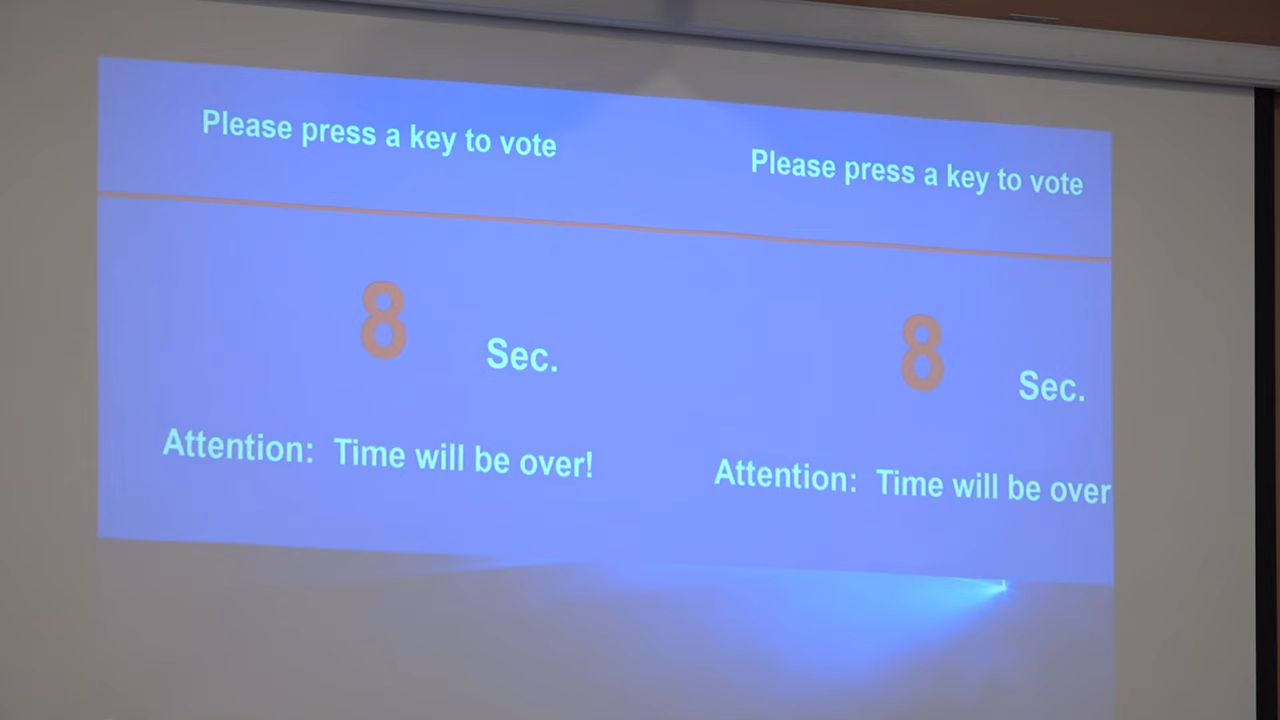 Please press a key to vote
8 Sec.
Attention: Time will be over!
Please press a key to vote
8 Sec.
Attention: Time will be over